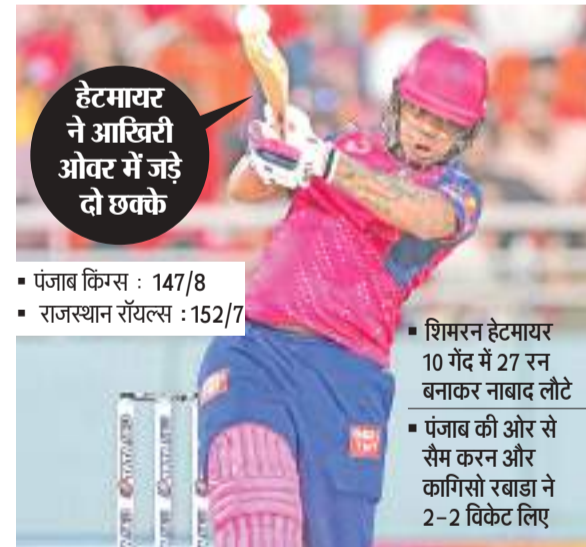 हेटमायर
ने आखिरी
ओवर में जड़े
दो छक्के
▪ पंजाब किंग्स : 147/8
▪ राजस्थान रॉयल्स : 152/7
▪ शिमरन हेटमायर
10 गेंद में 27 रन
बनाकर नाबाद लौटे
▪ पंजाब की ओर से
सैम करन और
कागिसो रबाडा ने
2-2 विकेट लिए